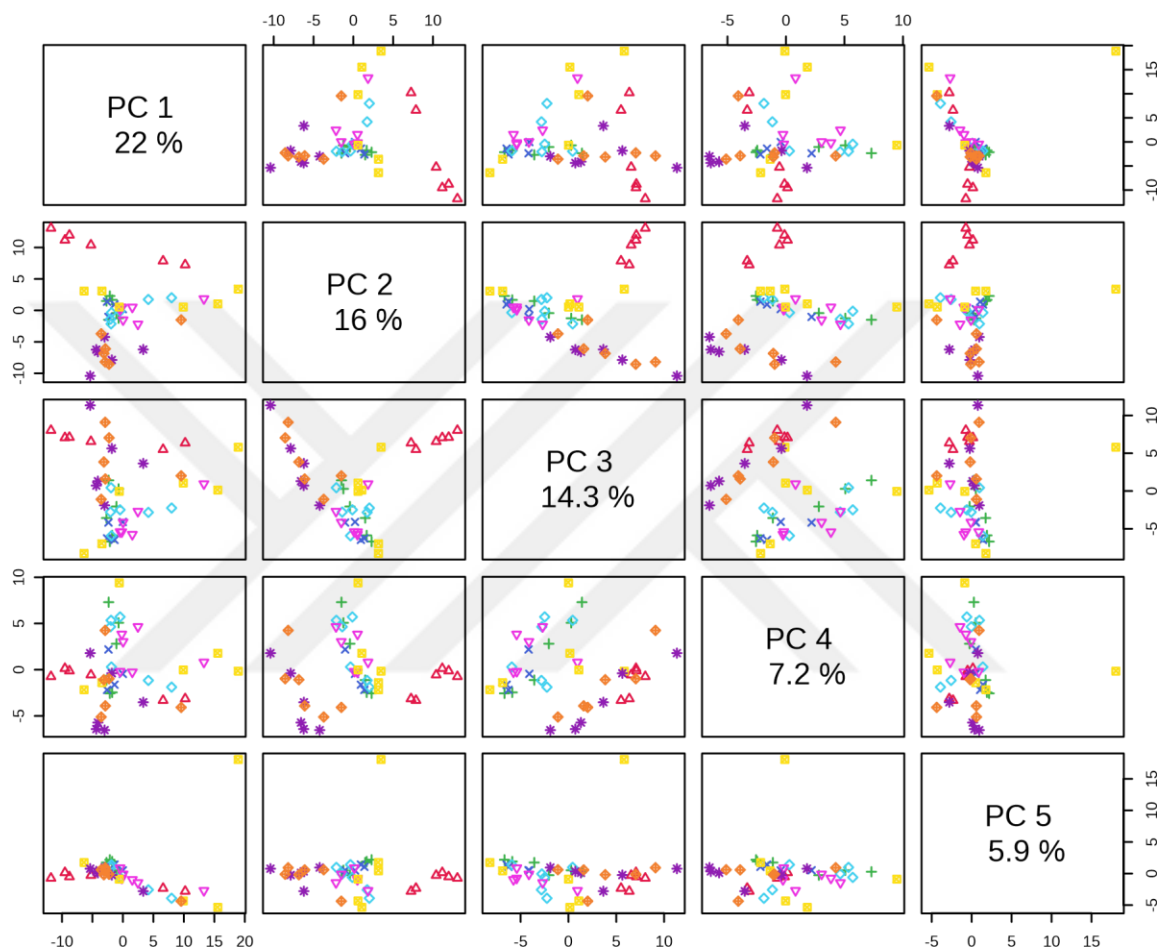 -10 -5 0 5 10 -5 0 5 10
PC 1
22 %
-10 0 5 10 15
-10 -5 0 5 10
PC 2
16 %
PC 3
14.3 %
-5 0 5 10
5 0 5 10
PC 4
7.2 %
PC 5
5.9 %
-5 0 5 10 15
-10 0 5 10 15 20 -5 0 5 10 -5 0 5 10 15